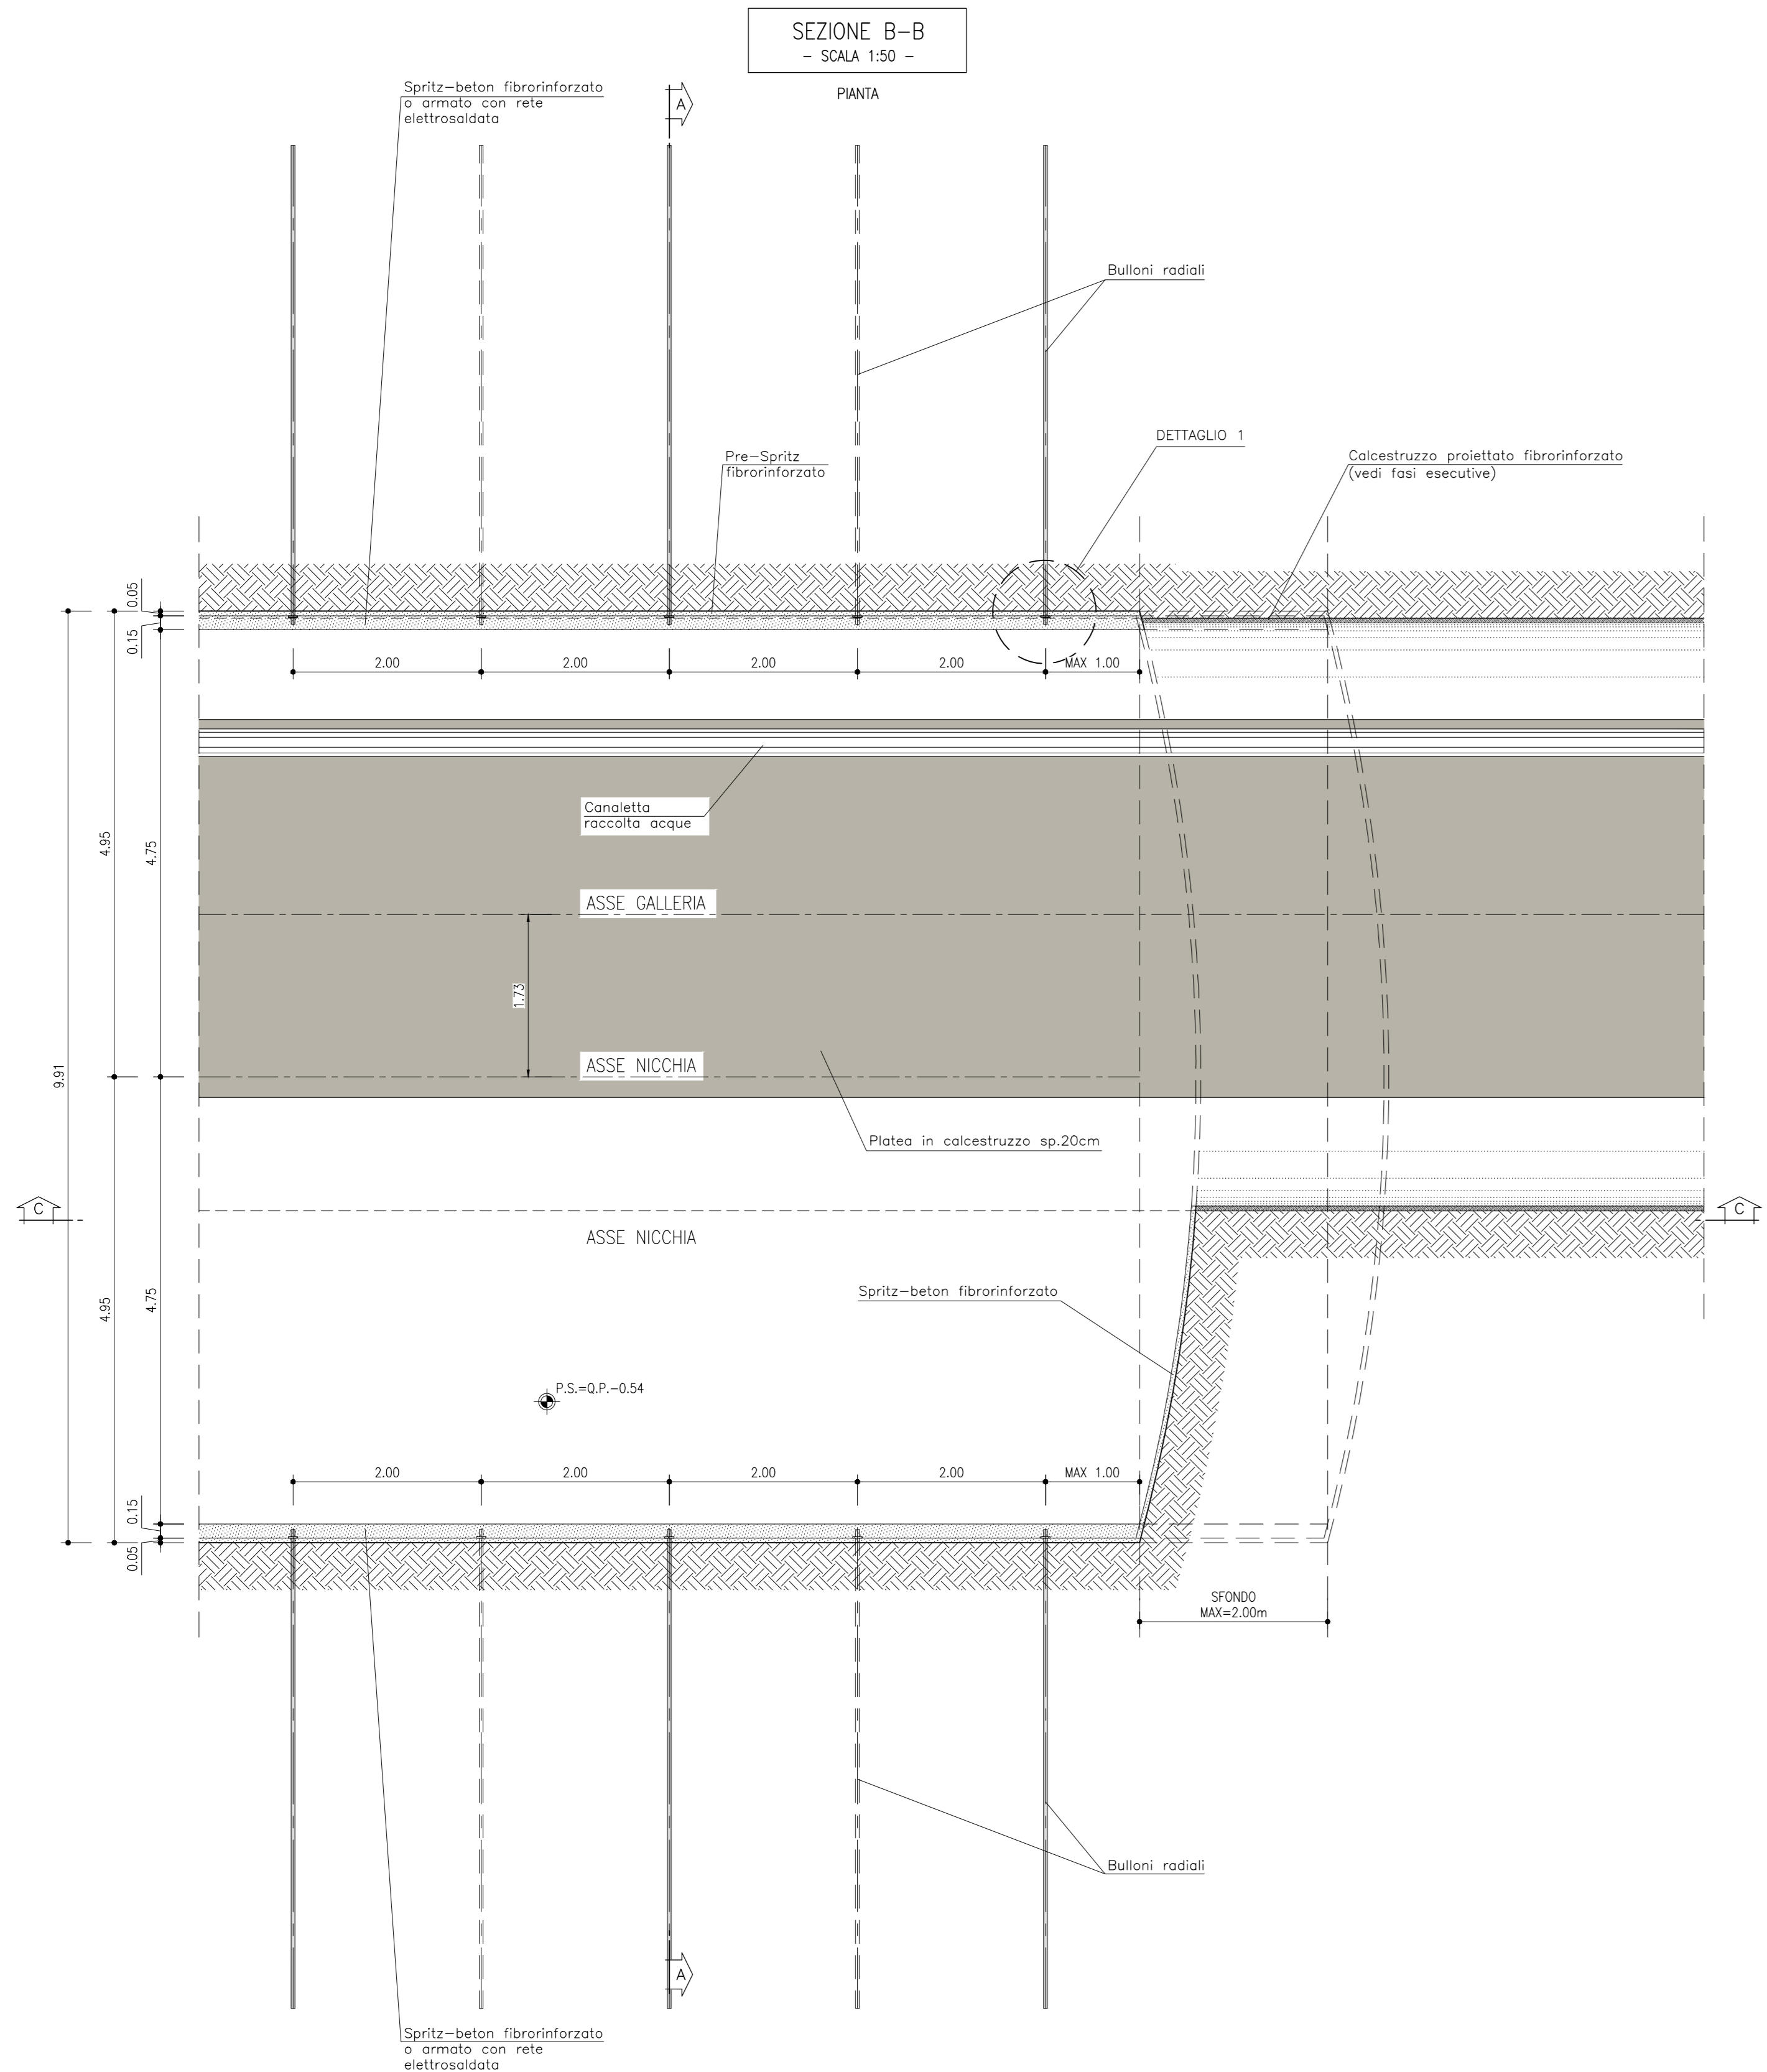 SEZIONE B-B
- SCALA 1:50 -
PIANTA
Spritz-beton fibrorinforzato
o armato con rete
elettrosaldata
A
Bulloni radiali
DETTAGLIO 1
Pre-Spritz
fibrorinforzato
Calcestruzzo proiettato fibrorinforzato
(vedi fasi esecutive)
0.05
0.15
2.00
2.00
2.00
2.00
MAX 1.00
Canaletta
raccolta acque
4.95
4.75
ASSE GALLERIA
1.73
9.91
ASSE NICCHIA
Platea in calcestruzzo sp.20cm
C
C
ASSE NICCHIA
4.95
4.75
Spritz-beton fibrorinforzato
P.S.=Q.P.-0.54
2.00
2.00
2.00
2.00
MAX 1.00
0.15
0.05
SFONDO
MAX=2.00m
Bulloni radiali
A
Spritz-beton fibrorinforzato
o armato con rete
elettrosaldata